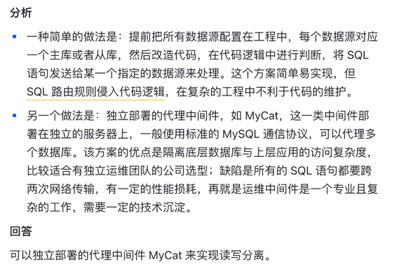 分析
一种简单的做法是：提前把所有数据源配置在工程中，每个数据源对应
一个主库或者从库，然后改造代码，在代码逻辑中进行判断，将 SQL
语句发送给某一个指定的数据源来处理。这个方案简单易实现，但
SQL 路由规则侵入代码逻辑，在复杂的工程中不利于代码的维护。
另一个做法是：独立部署的代理中间件，如 MyCat，这一类中间件部
署在独立的服务器上，一般使用标准的 MySQL 通信协议，可以代理多
个数据库。该方案的优点是隔离底层数据库与上层应用的访问复杂度，
比较适合有独立运维团队的公司选型；缺陷是所有的 SQL 语句都要跨
两次网络传输，有一定的性能损耗，再就是运维中间件是一个专业且复
杂的工作，需要一定的技术沉淀。
回答
可以独立部署的代理中间件 MyCat 来实现读写分离。